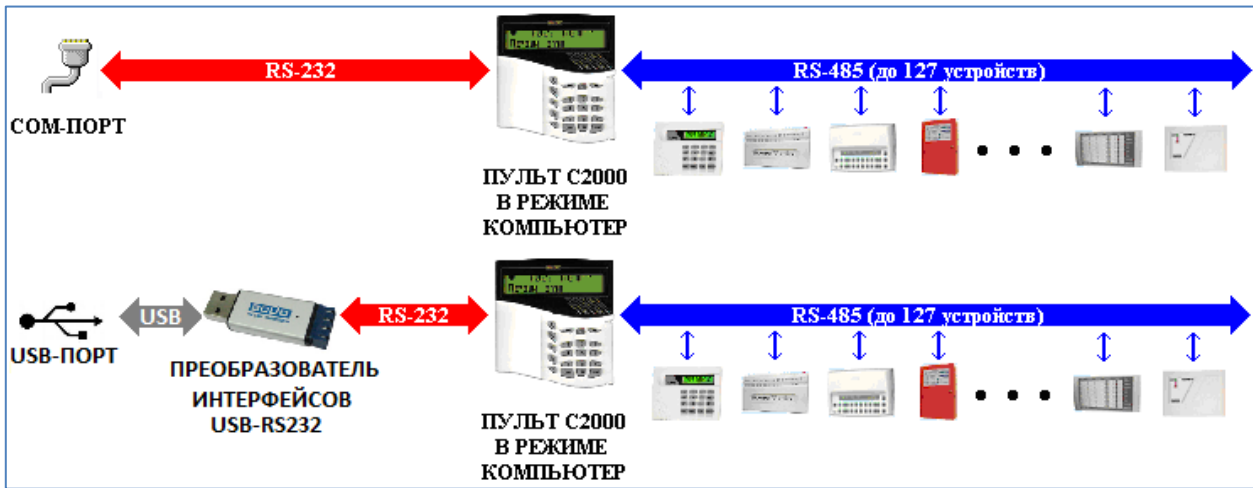 RS-232
RS-485 (до 127 устройств)
COM-ПОРТ
ПУЛЬТ С2000
В РЕЖИМЕ
КОМПЬЮТЕР
USB
RS-232
RS-485 (до 127 устройств)
USB-ПОРТ
ПРЕОБРАЗОВАТЕЛЬ
ИНТЕРФЕЙСОВ
USB-RS232
ПУЛЬТ С2000
В РЕЖИМЕ
КОМПЬЮТЕР